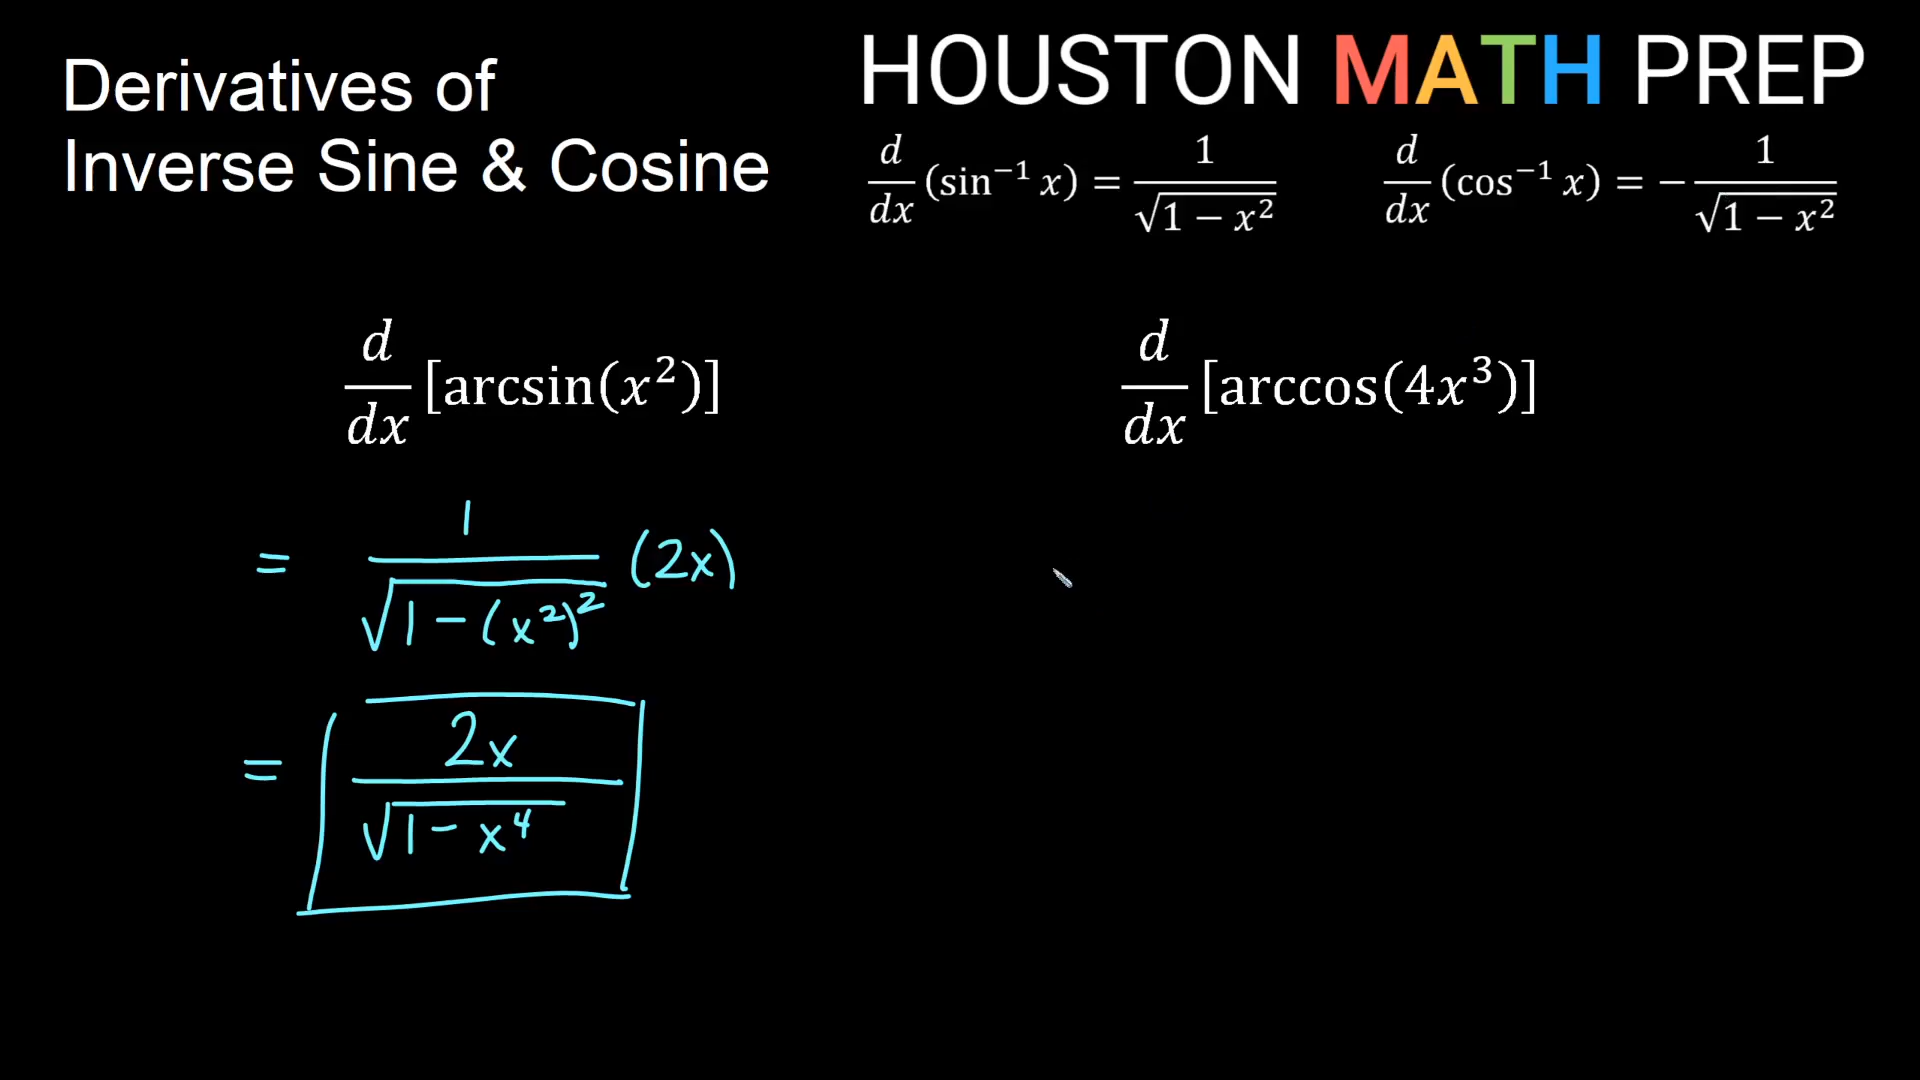 Derivatives of
Inverse Sine & Cosine
HOUSTON MATH PREP
d/dx (sin⁻¹ x) = 1/√(1 − x²)
d/dx (cos⁻¹ x) = − 1/√(1 − x²)
d/dx [arcsin(x²)]
= 1/√(1 − (x²)²) (2x)
= 2x/√(1 − x⁴)
d/dx [arccos(4x³)]